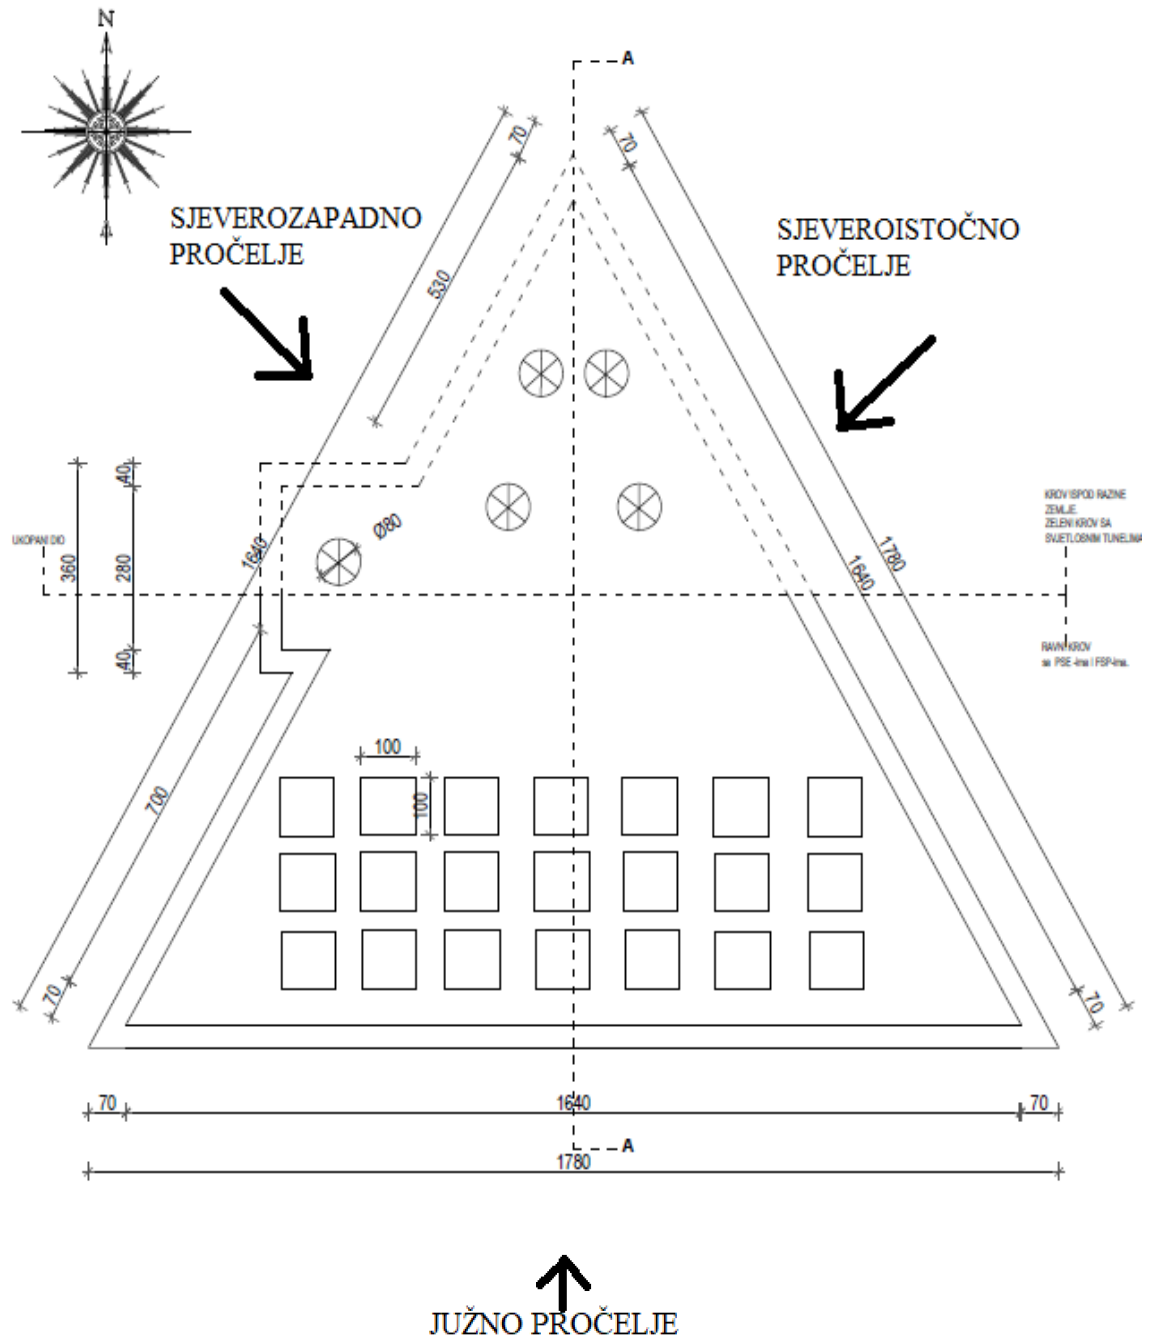 N
A
70
70
SJEVEROZAPADNO
PROČELJE
SJEVEROISTOČNO
PROČELJE
530
40
KROV ISPOD RAZINE
ZEMLJE.
ZELENI KROV SA
SVJETLOSNIM TUNELIMA
Ø80
UKOPANI DIO
360
280
1640
1640
1780
40
RAVNI KROV
sa PSE -ima i FSP-ima.
100
100
700
70
70
70
1640
70
A
1780
JUŽNO PROČELJE